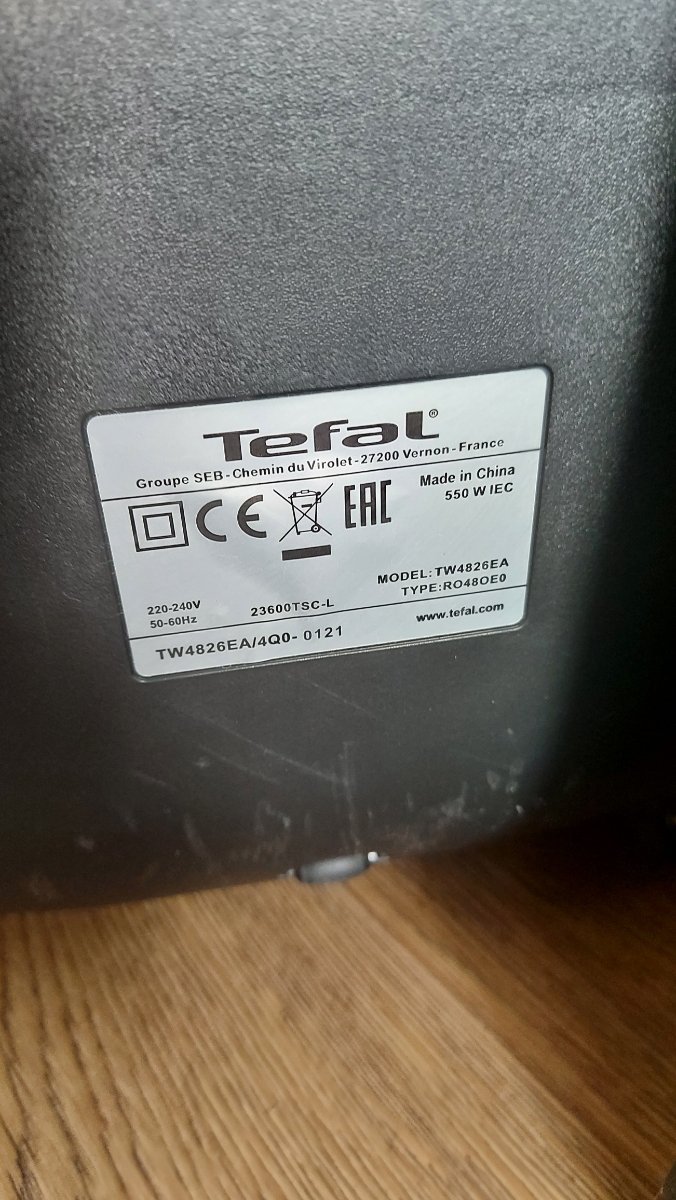 Tefal®
Groupe SEB - Chemin du Virolet - 27200 Vernon - France
CE
EAC
Made in China
550 W IEC
220-240V
50-60Hz
23600TSC-L
MODEL: TW4826EA
TYPE: RO48OE0
TW4826EA/4Q0- 0121
www.tefal.com